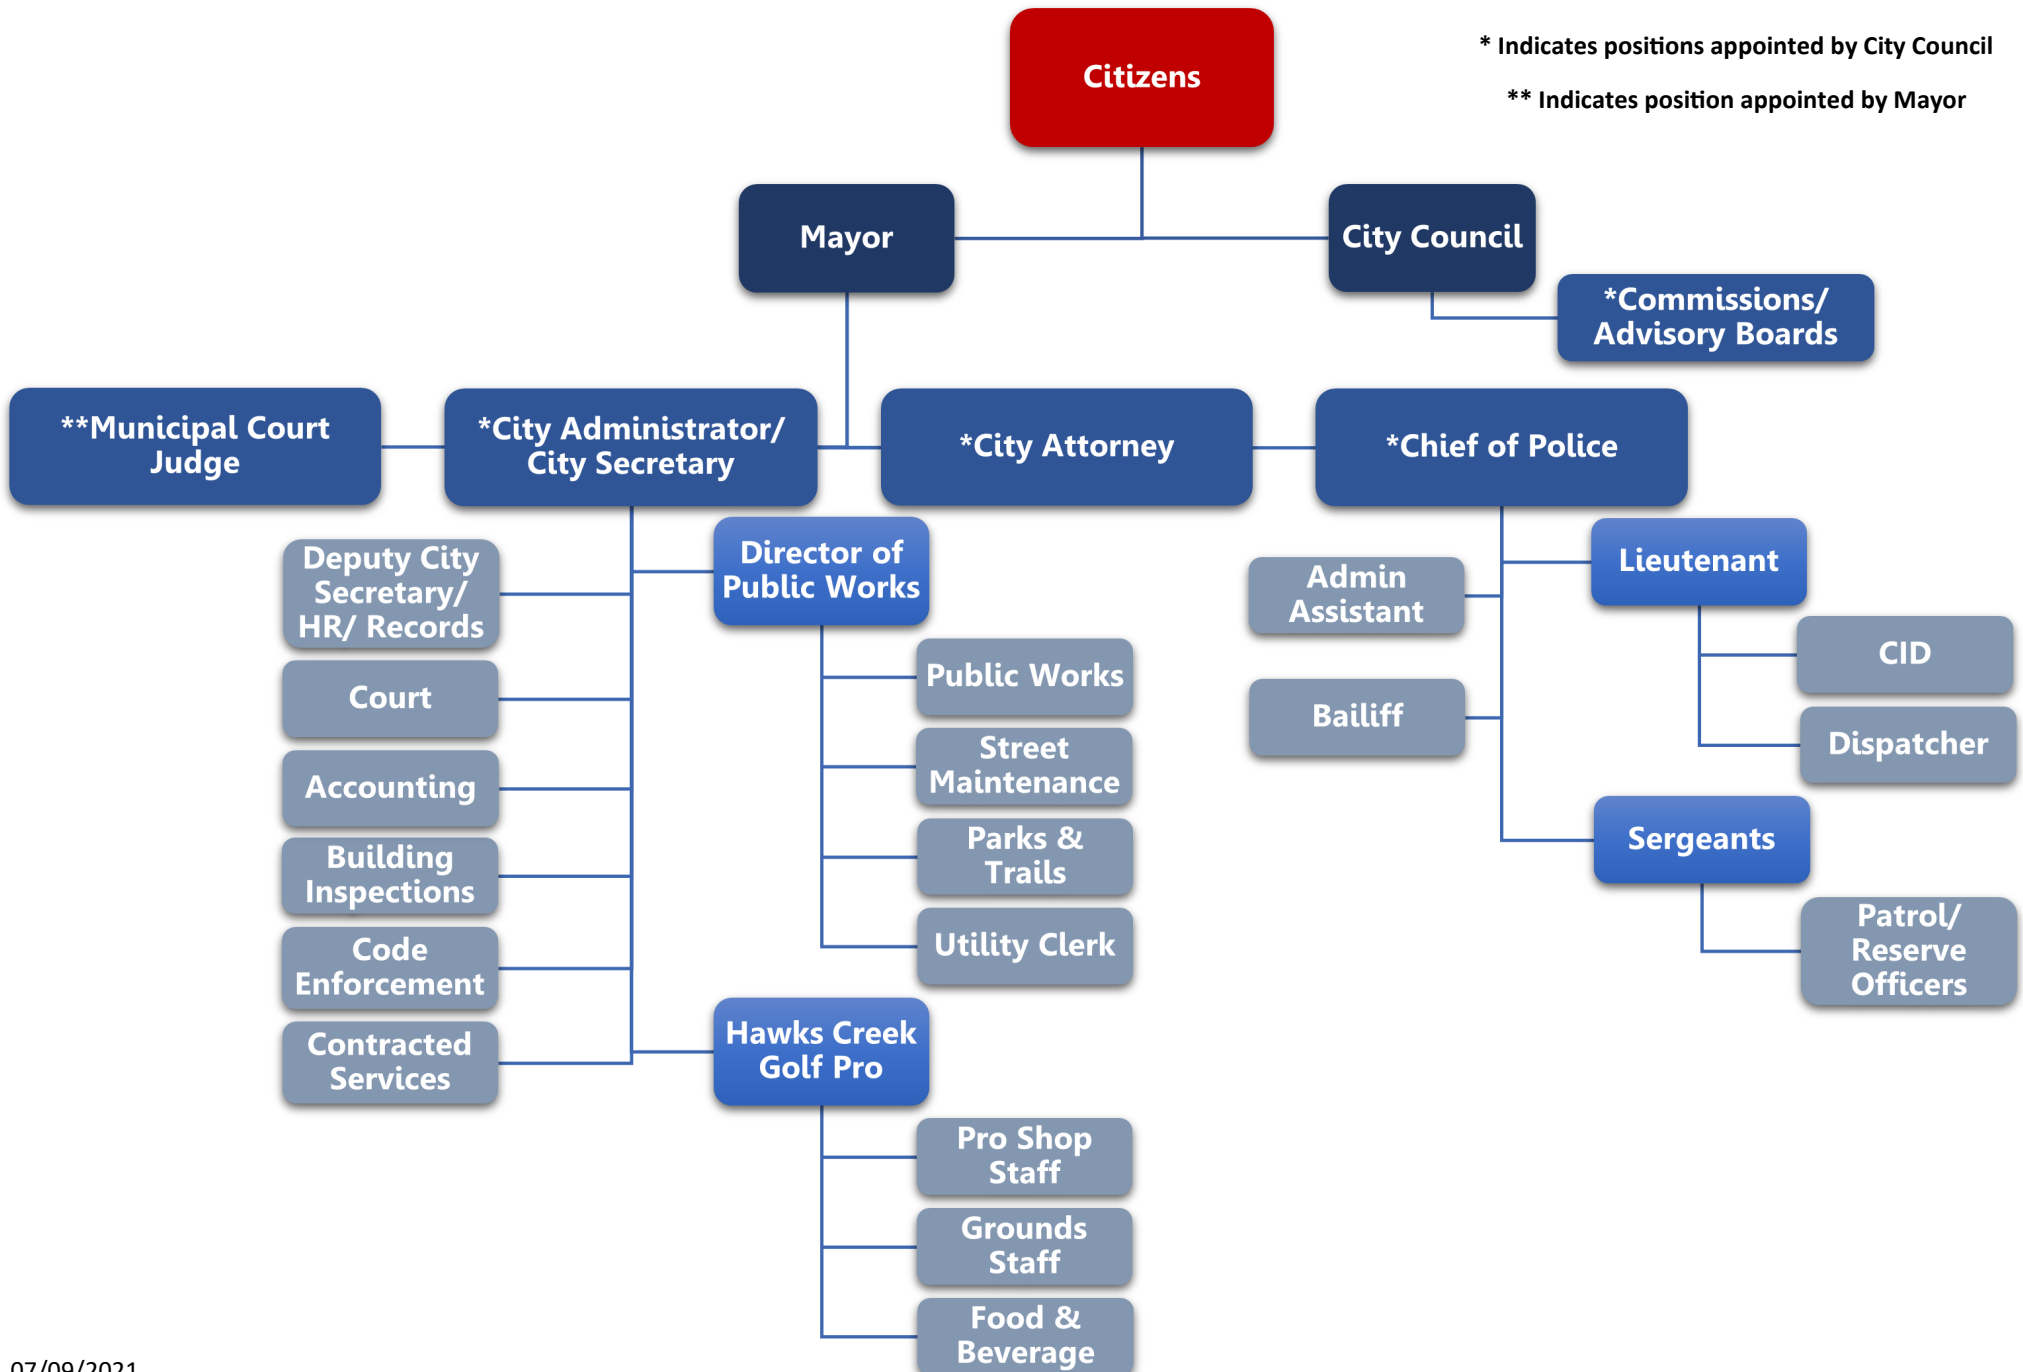 Citizens
* Indicates positions appointed by City Council
** Indicates position appointed by Mayor
Mayor
City Council
*Commissions/
Advisory Boards
**Municipal Court
Judge
*City Administrator/
City Secretary
*City Attorney
*Chief of Police
Deputy City
Secretary/
HR/ Records
Court
Accounting
Building
Inspections
Code
Enforcement
Contracted
Services
Director of
Public Works
Public Works
Street
Maintenance
Parks &
Trails
Utility Clerk
Hawks Creek
Golf Pro
Pro Shop
Staff
Grounds
Staff
Food &
Beverage
Admin
Assistant
Bailiff
Lieutenant
CID
Dispatcher
Sergeants
Patrol/
Reserve
Officers
07/09/2021